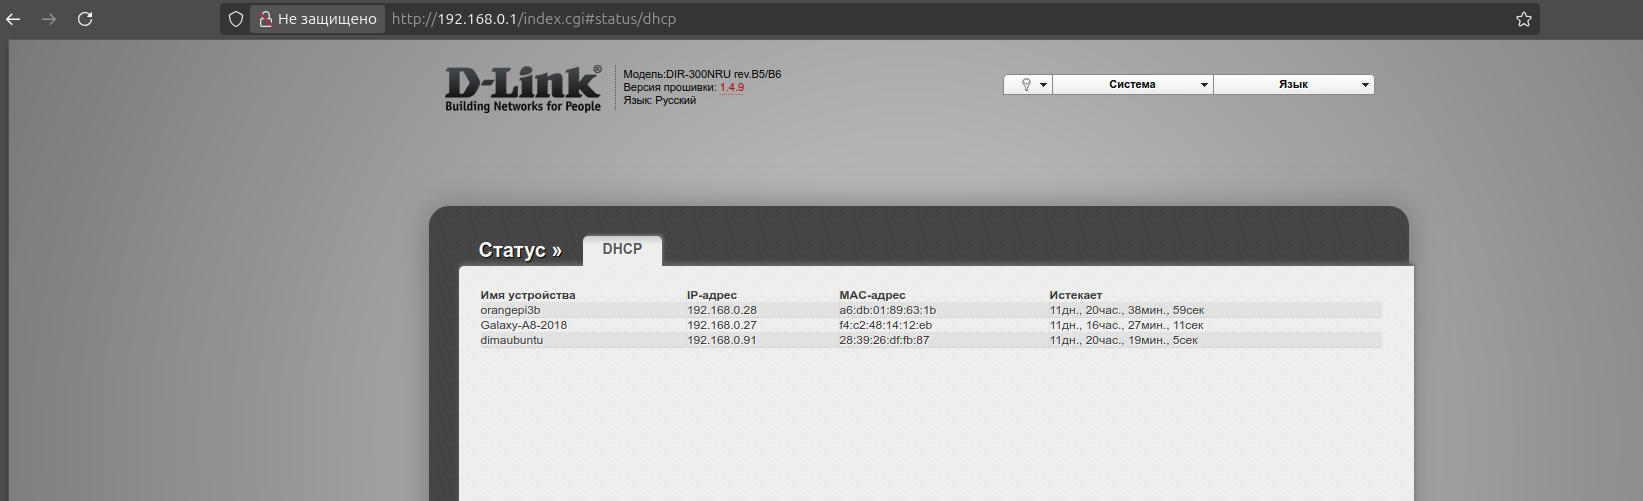 Не защищено http://192.168.0.1/index.cgi#status/dhcp
D-Link®
Building Networks for People
Модель:DIR-300NRU rev.B5/B6
Версия прошивки: 1.4.9
Язык: Русский
Система Язык
Статус » DHCP
Имя устройства IP-адрес MAC-адрес Истекает
orangepi3b 192.168.0.28 a6:db:01:89:63:1b 11дн., 20час., 38мин., 59сек
Galaxy-A8-2018 192.168.0.27 f4:c2:48:14:12:eb 11дн., 16час., 27мин., 11сек
dimaubuntu 192.168.0.91 28:39:26:df:fb:87 11дн., 20час., 19мин., 5сек